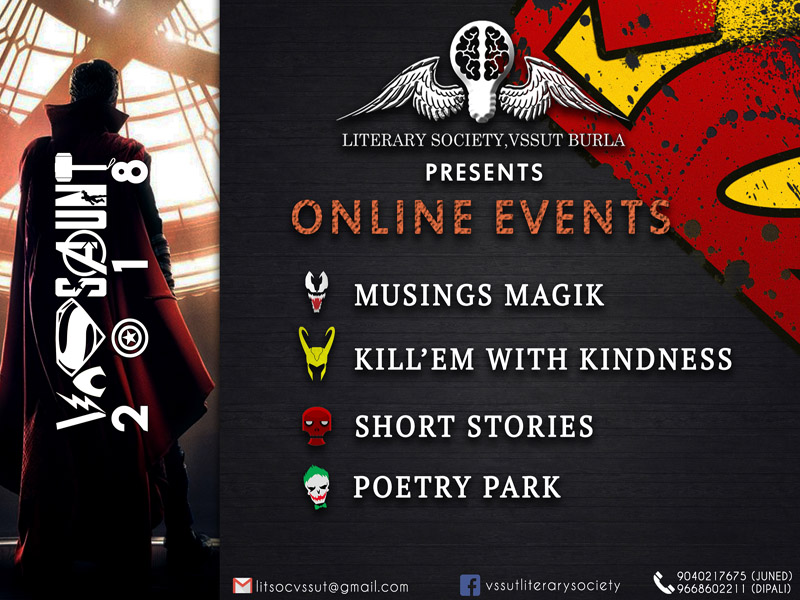 VASSAUNT
2018
LITERARY SOCIETY,VSSUT BURLA
PRESENTS
ONLINE EVENTS
MUSINGS MAGIK
KILL'EM WITH KINDNESS
SHORT STORIES
POETRY PARK
litsocvssut@gmail.com
vssutliterarysociety
9040217675 (JUNED)
9668602211 (DIPALI)